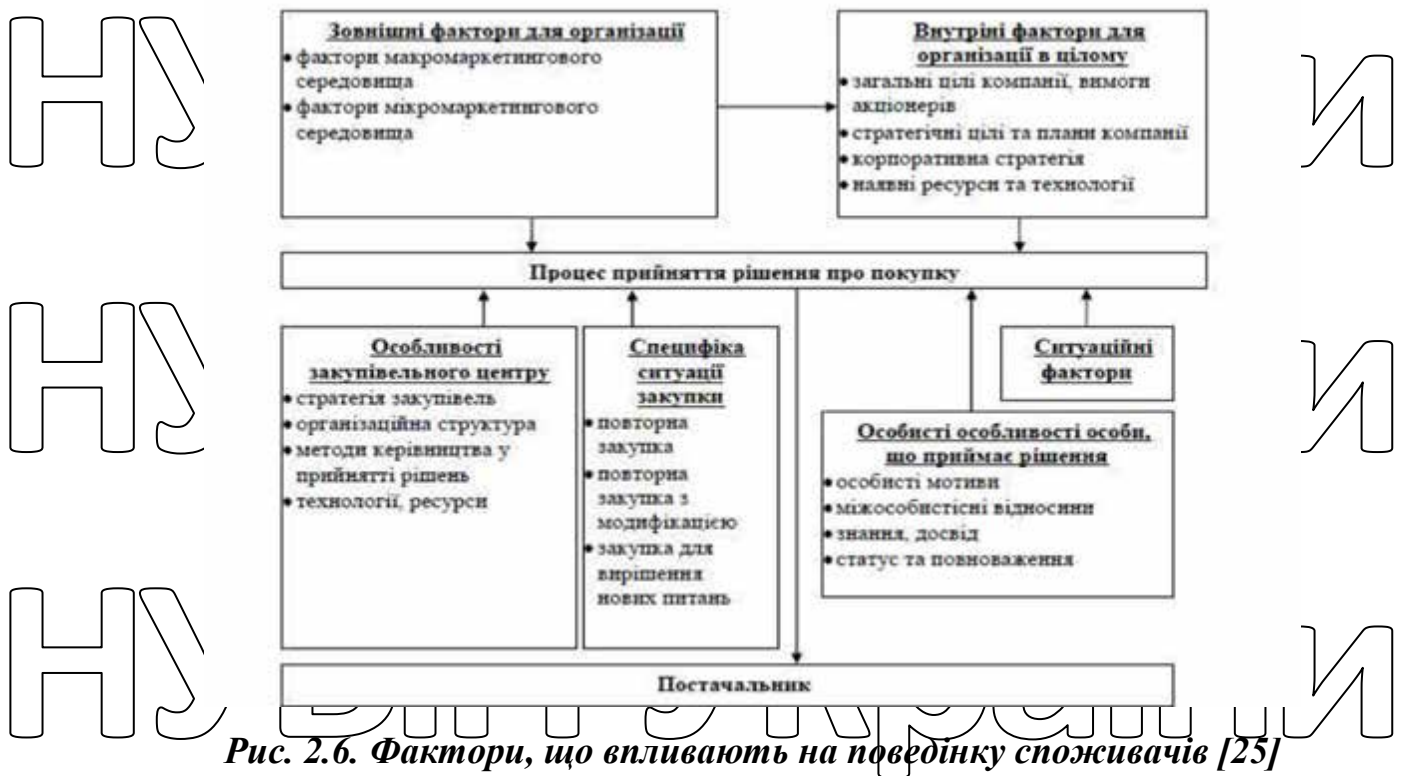 Зовнішні фактори для організації
• фактори макромаркетингового
середовища
• фактори мікромаркетингового
середовища
Внутріні фактори для
організації в цілому
• загальні цілі компанії, вимоги
акціонерів
• стратегічні цілі та плани компанії
• корпоративна стратегія
• наявні ресурси та технології
Процес прийняття рішення про покупку
Особливості
закупівельного центру
• стратегія закупівель
• організаційна структура
• методи керівництва у
прийнятті рішень
• технології, ресурси
Специфіка
ситуації
закупки
• повторна
закупка
• повторна
закупка з
модифікацією
• закупка для
вирішення
нових питань
Ситуаційні
фактори
Особисті особливості особи,
що приймає рішення
• особисті мотиви
• міжособистісні відносини
• знання, досвід
• статус та повноваження
Постачальник
НУБіП України
Рис. 2.6. Фактори, що впливають на поведінку споживачів [25]